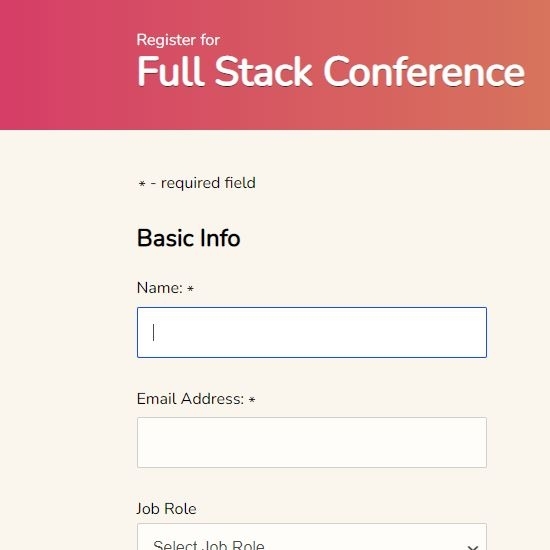 Register for
Full Stack Conference
* - required field
Basic Info
Name: *
Email Address: *
Job Role
Select Job Role